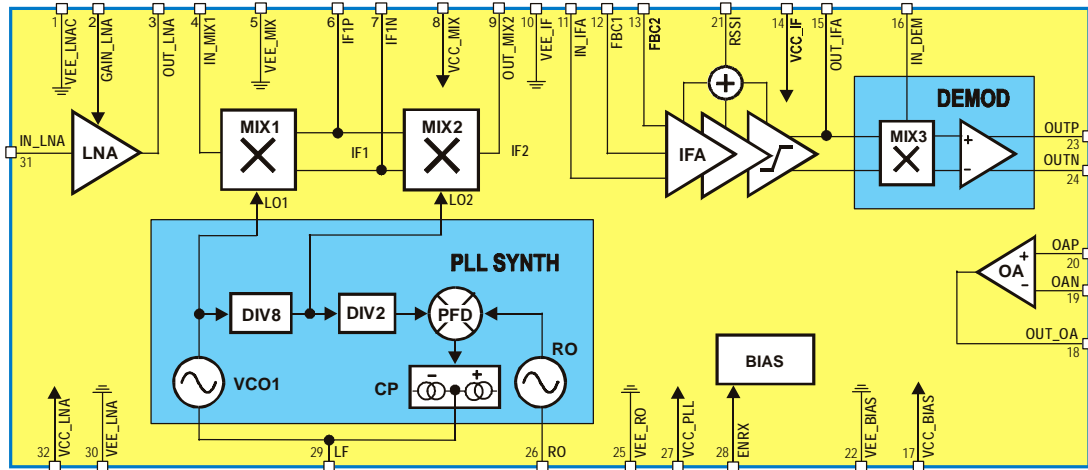 1 VEE_LNAC
2 GAIN_LNA
3 OUT_LNA
4 IN_MIX1
5 VEE_MIX
6 IF1P
7 IF1N
8 VCC_MIX
9 OUT_MIX2
10 VEE_IF
11 IN_IFA
12 FBC1
13 FBC2
21 RSSI
14 VCC_IF
15 OUT_IFA
16 IN_DEM
DEMOD
IN_LNA
31
LNA
MIX1
IF1
MIX2
IF2
IFA
MIX3
OUTP
23
OUTN
24
LO1
LO2
PLL SYNTH
DIV8
DIV2
PFD
RO
VCO1
CP
OA
OAP
20
OAN
19
OUT_OA
18
BIAS
32 VCC_LNA
30 VEE_LNA
29 LF
26 RO
25 VEE_RO
27 VCC_PLL
28 ENRX
22 VEE_BIAS
17 VCC_BIAS